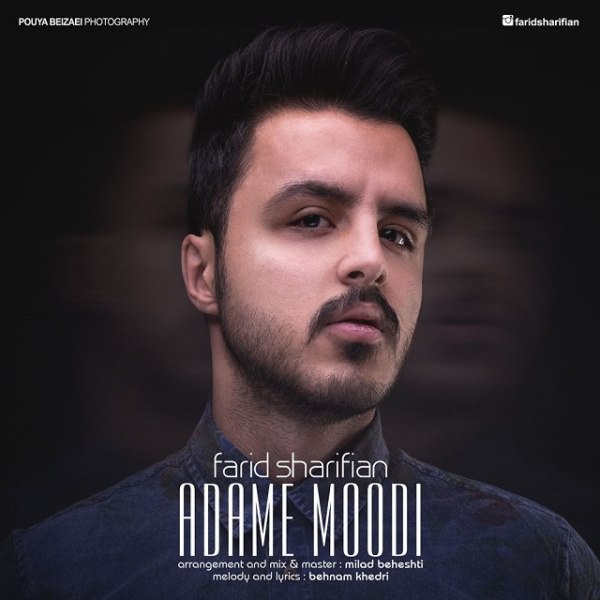 POUYA BEIZAEI PHOTOGRAPHY
faridsharifian
farid sharifian
ADAME MOODI
arrangement and mix & master : milad beheshti
melody and lyrics : behnam khedri